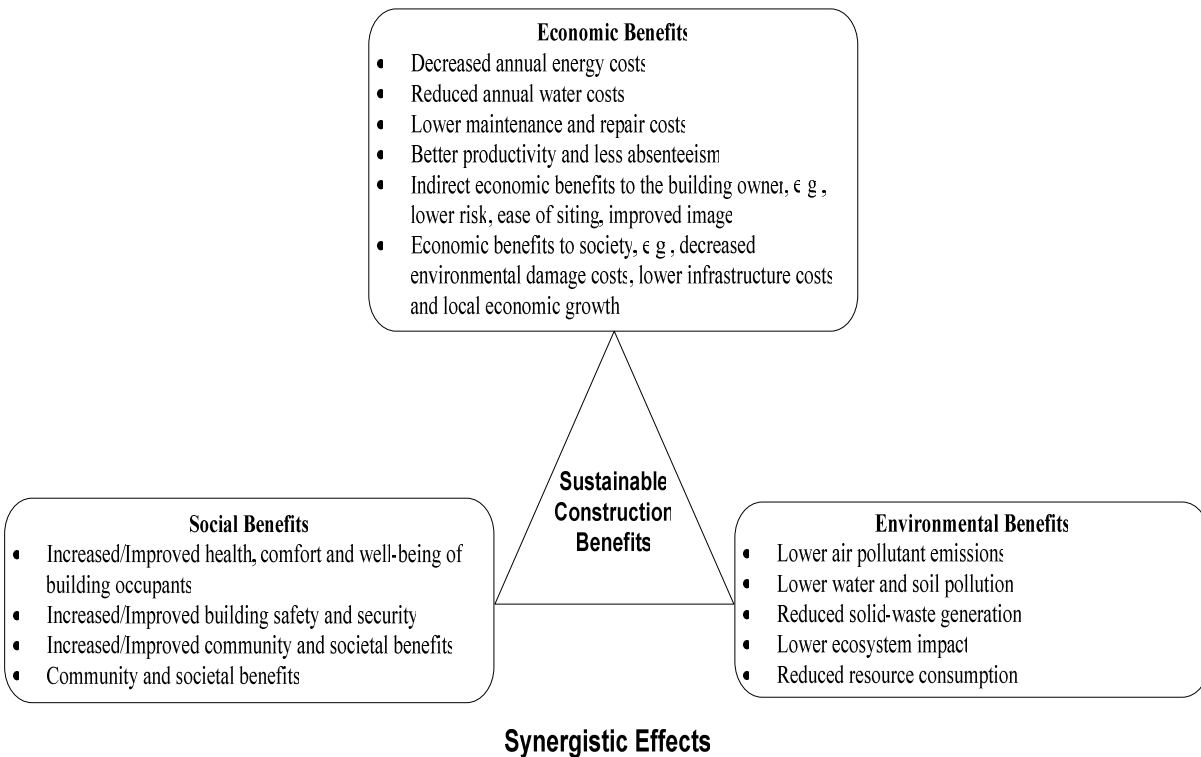 Economic Benefits
• Decreased annual energy costs
• Reduced annual water costs
• Lower maintenance and repair costs
• Better productivity and less absenteeism
• Indirect economic benefits to the building owner, e g ,
lower risk, ease of siting, improved image
• Economic benefits to society, e g , decreased
environmental damage costs, lower infrastructure costs
and local economic growth
Sustainable
Construction
Benefits
Social Benefits
• Increased/Improved health, comfort and well-being of
building occupants
• Increased/Improved building safety and security
• Increased/Improved community and societal benefits
• Community and societal benefits
Environmental Benefits
• Lower air pollutant emissions
• Lower water and soil pollution
• Reduced solid-waste generation
• Lower ecosystem impact
• Reduced resource consumption
Synergistic Effects